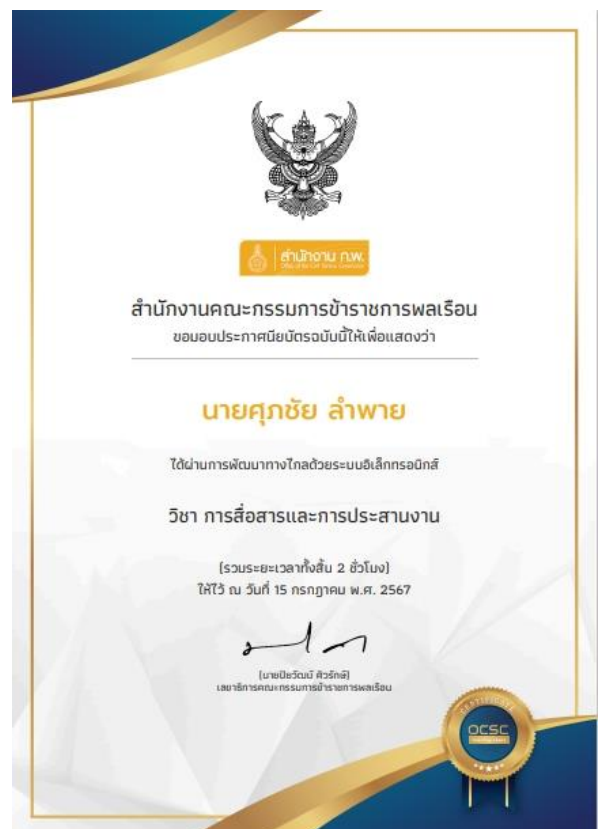 สำนักงาน ก.พ.
Office of the Civil Service Commission
สำนักงานคณะกรรมการข้าราชการพลเรือน
ขอมอบประกาศนียบัตรฉบับนี้ให้เพื่อแสดงว่า
นายศุภชัย ลำพาย
ได้ผ่านการพัฒนาทางไกลด้วยระบบอิเล็กทรอนิกส์
วิชา การสื่อสารและการประสานงาน
(รวมระยะเวลาทั้งสิ้น 2 ชั่วโมง)
ให้ไว้ ณ วันที่ 15 กรกฎาคม พ.ศ. 2567
(นายปิยวัฒน์ ศิวรักษ์)
เลขาธิการคณะกรรมการข้าราชการพลเรือน
CERTIFICATE
OCSC